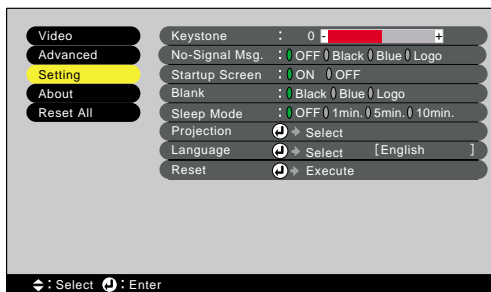 Video
Advanced
Setting
About
Reset All
Keystone : 0 - +
No-Signal Msg. : OFF Black Blue Logo
Startup Screen : ON OFF
Blank : Black Blue Logo
Sleep Mode : OFF 1min. 5min. 10min.
Projection Select
Language Select [English ]
Reset Execute
: Select : Enter